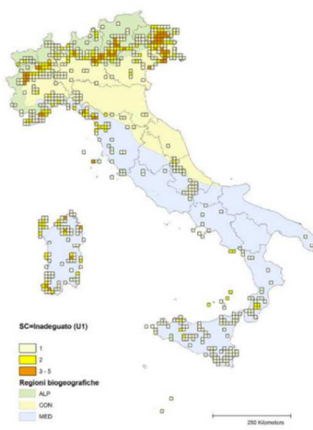 SC=Inadeguato (U1)
1
2
3 - 5
Regioni biogeografiche
ALP
CON
MED
250 Kilometers